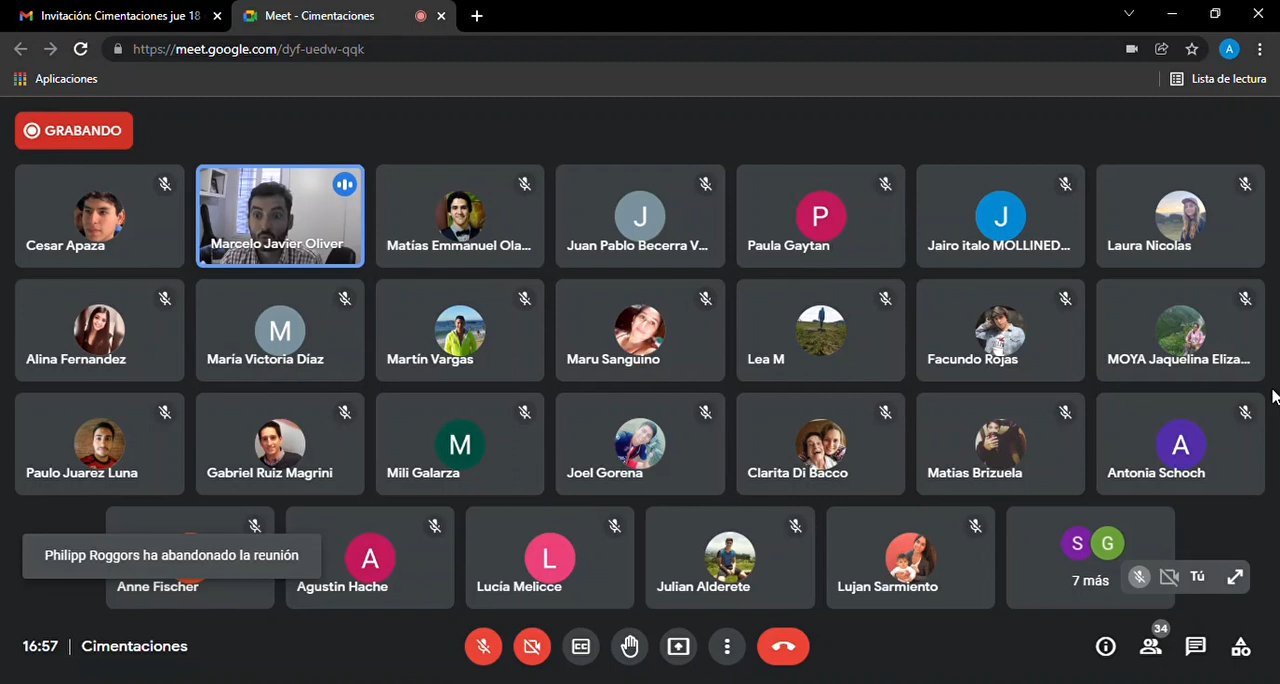 Invitación: Cimentaciones jue 18
Meet - Cimentaciones
https://meet.google.com/dyf-uedw-qqk
A
Aplicaciones
Lista de lectura
GRABANDO
Cesar Apaza
Marcelo Javier Oliver
Matías Emmanuel Ola...
J
Juan Pablo Becerra V...
P
Paula Gaytan
J
Jairo italo MOLLINED...
Laura Nicolas
Alina Fernandez
M
María Victoria Díaz
Martín Vargas
Maru Sanguino
Lea M
Facundo Rojas
MOYA Jaquelina Eliza...
Paulo Juarez Luna
Gabriel Ruiz Magrini
M
Mili Galarza
Joel Gorena
Clarita Di Bacco
Matias Brizuela
A
Antonia Schoch
Philipp Roggors ha abandonado la reunión
Anne Fischer
A
Agustin Hache
L
Lucía Melicce
Julian Alderete
Lujan Sarmiento
S G
7 más
Tú
16:57 | Cimentaciones
CC
34